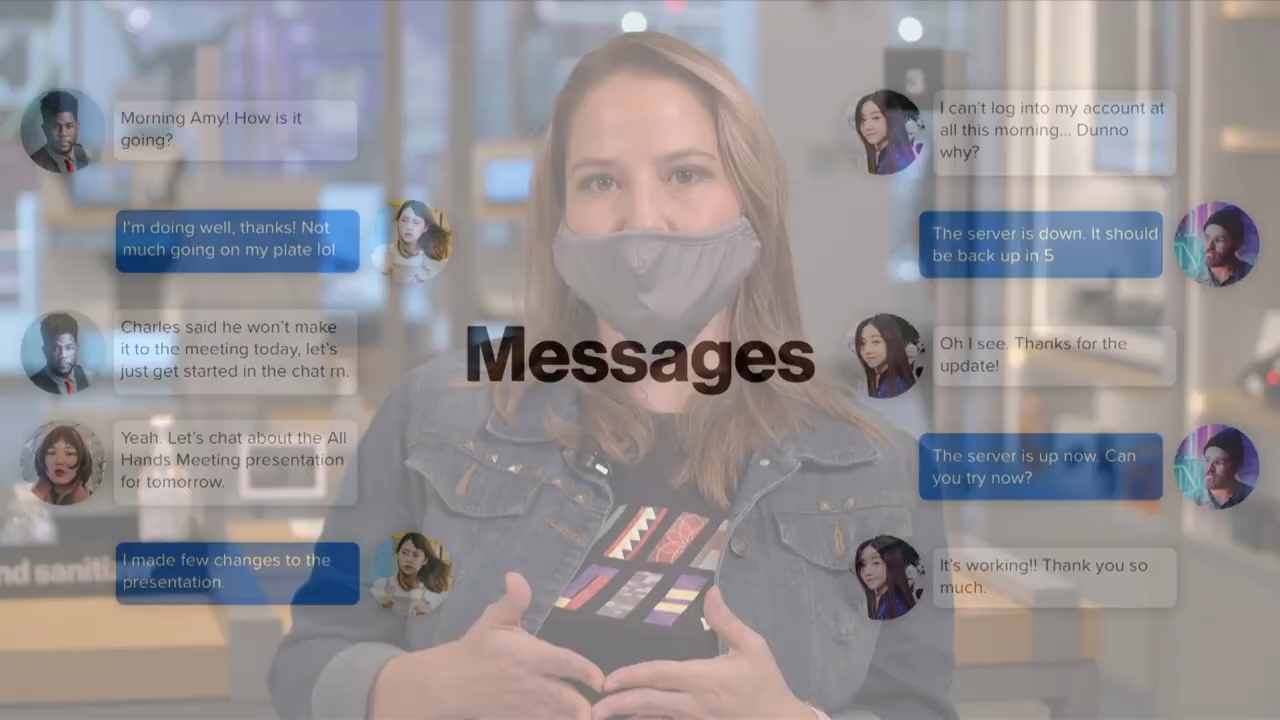 Morning Amy! How is it
going?
I'm doing well, thanks! Not
much going on my plate lol
Charles said he won't make
it to the meeting today, let's
just get started in the chat rn.
Yeah. Let's chat about the All
Hands Meeting presentation
for tomorrow.
I made few changes to the
presentation.
Messages
I can't log into my account at
all this morning... Dunno
why?
The server is down. It should
be back up in 5
Oh I see. Thanks for the
update!
The server is up now. Can
you try now?
It's working!! Thank you so
much.
3